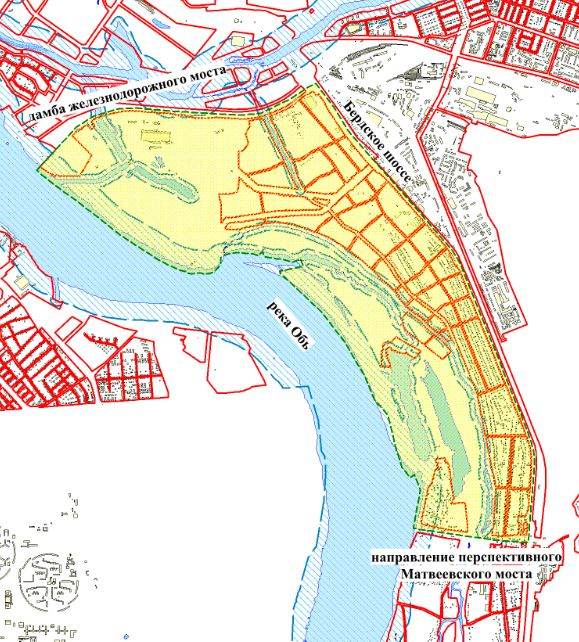 дамба железнодорожного моста
Бердское шоссе
река Обь
направление перспективного
Матвеевского моста